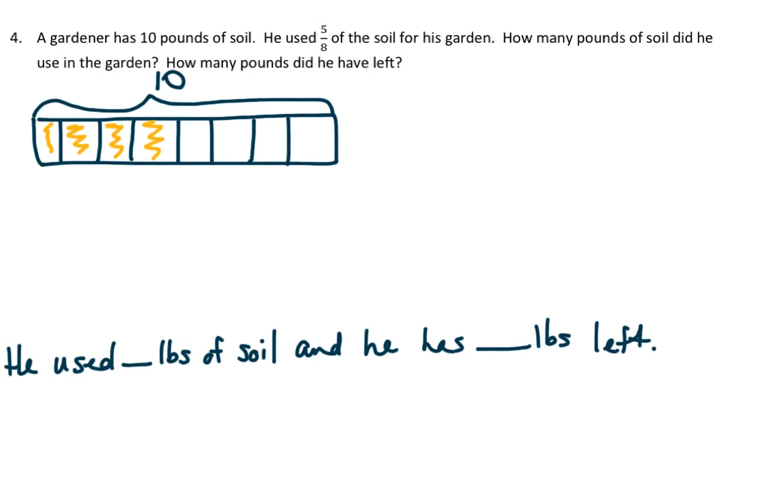 4. A gardener has 10 pounds of soil. He used 5/8 of the soil for his garden. How many pounds of soil did he
use in the garden? How many pounds did he have left?
10
He used __ lbs of soil and he has __ lbs left.